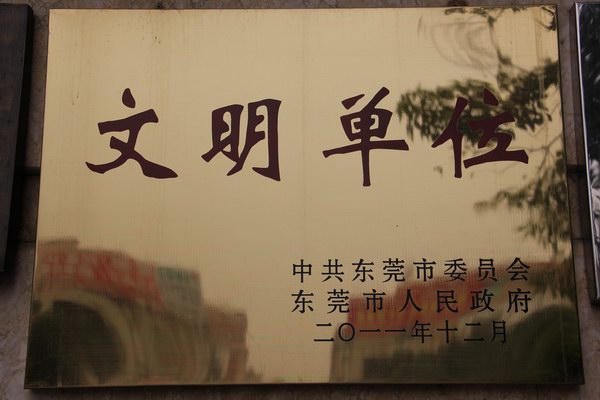 文明单位
中共东莞市委员会
东莞市人民政府
二〇一一年十二月